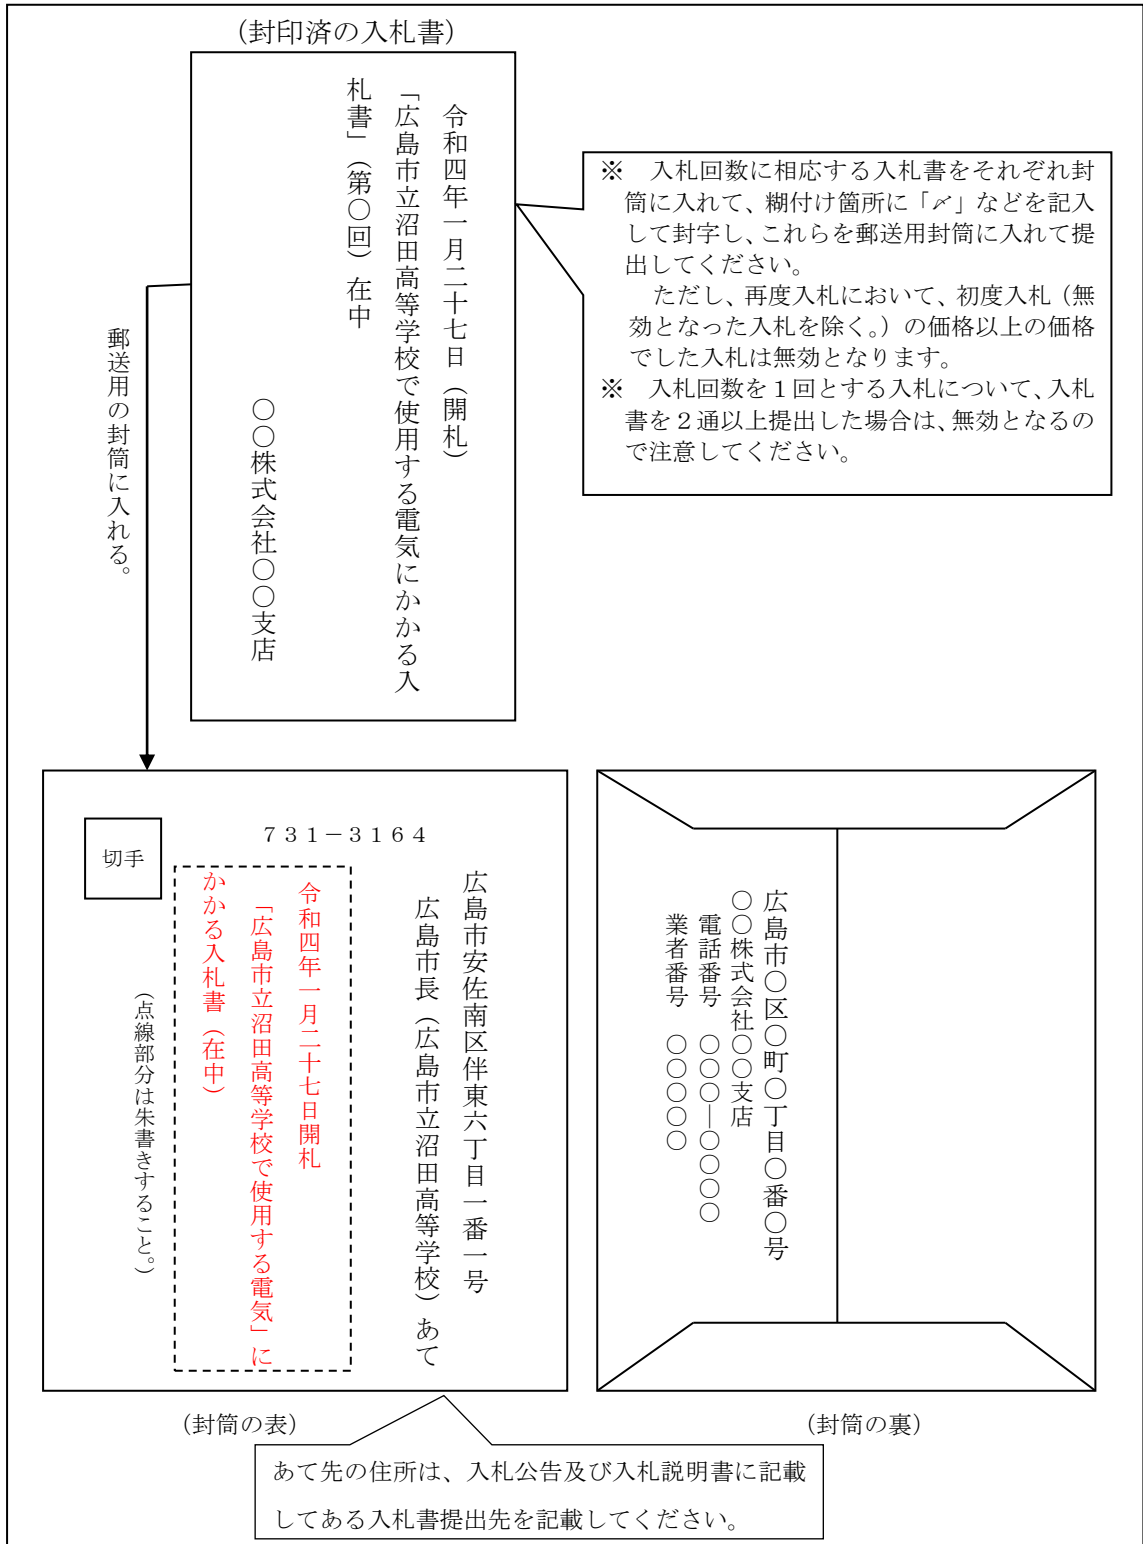 （封印済の入札書）
令和四年一月二十七日（開札）
「広島市立沼田高等学校で使用する電気にかかる入
札書」（第○回）在中
○○株式会社○○支店
※　入札回数に相応する入札書をそれぞれ封
筒に入れて、糊付け箇所に「〆」などを記入
して封字し、これらを郵送用封筒に入れて提
出してください。
ただし、再度入札において、初度入札（無
効となった入札を除く。）の価格以上の価格
でした入札は無効となります。
※　入札回数を１回とする入札について、入札
書を２通以上提出した場合は、無効となるの
で注意してください。
郵送用の封筒に入れる。
切手
７３１－３１６４
広島市安佐南区伴東六丁目一番一号
広島市長（広島市立沼田高等学校）あて
令和四年一月二十七日開札
「広島市立沼田高等学校で使用する電気」に
かかる入札書（在中）
（点線部分は朱書きすること。）
（封筒の表）
広島市○区○町○丁目○番○号
○○株式会社○○支店
電話番号　○○○―○○○○
業者番号　○○○○○
（封筒の裏）
あて先の住所は、入札公告及び入札説明書に記載
してある入札書提出先を記載してください。